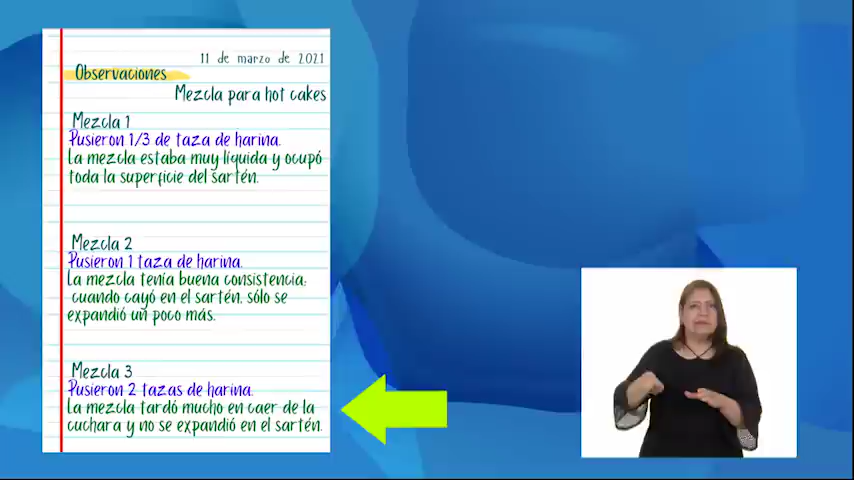 11 de marzo de 2021
Observaciones
Mezcla para hot cakes
Mezcla 1
Pusieron 1/3 de taza de harina.
La mezcla estaba muy líquida y ocupó
toda la superficie del sartén.
Mezcla 2
Pusieron 1 taza de harina.
La mezcla tenía buena consistencia;
cuando cayó en el sartén, sólo se
expandió un poco más.
Mezcla 3
Pusieron 2 tazas de harina.
La mezcla tardó mucho en caer de la
cuchara y no se expandió en el sartén.